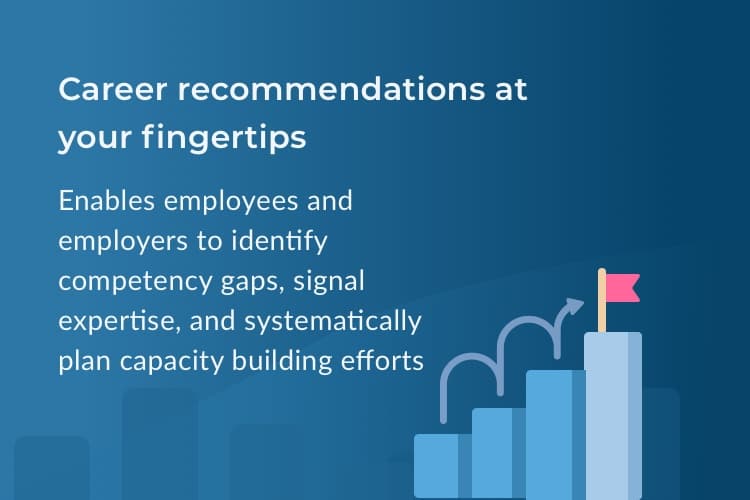 Career recommendations at
your fingertips
Enables employees and
employers to identify
competency gaps, signal
expertise, and systematically
plan capacity building efforts